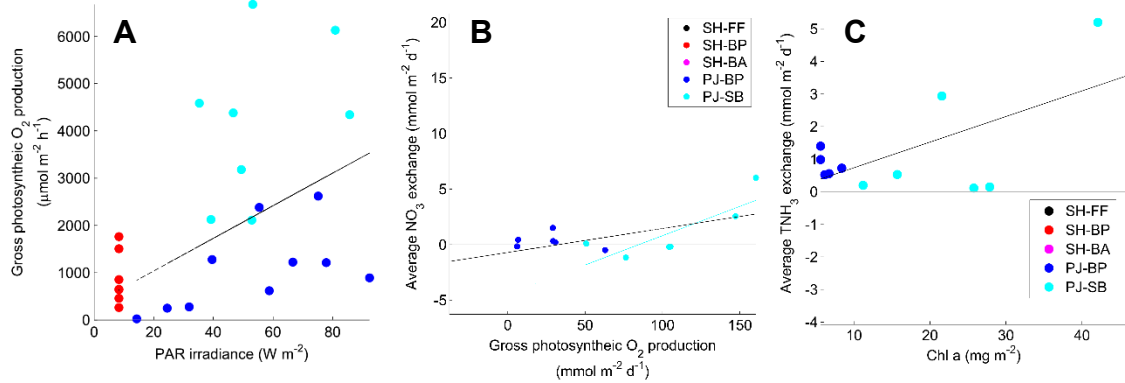 A
Gross photosyntheic O2 production
(µmol m-2 h-1)
6000
5000
4000
3000
2000
1000
0
0
20
40
60
80
PAR irradiance (W m-2)
B
Average NO3 exchange (mmol m-2 d-1)
20
15
10
5
0
-5
0
50
100
150
Gross photosyntheic O2 production
(mmol m-2 d-1)
SH-FF
SH-BP
SH-BA
PJ-BP
PJ-SB
C
Average TNH3 exchange (mmol m-2 d-1)
5
4
3
2
1
0
-1
-2
-3
-4
10
20
30
40
Chl a (mg m-2)
SH-FF
SH-BP
SH-BA
PJ-BP
PJ-SB